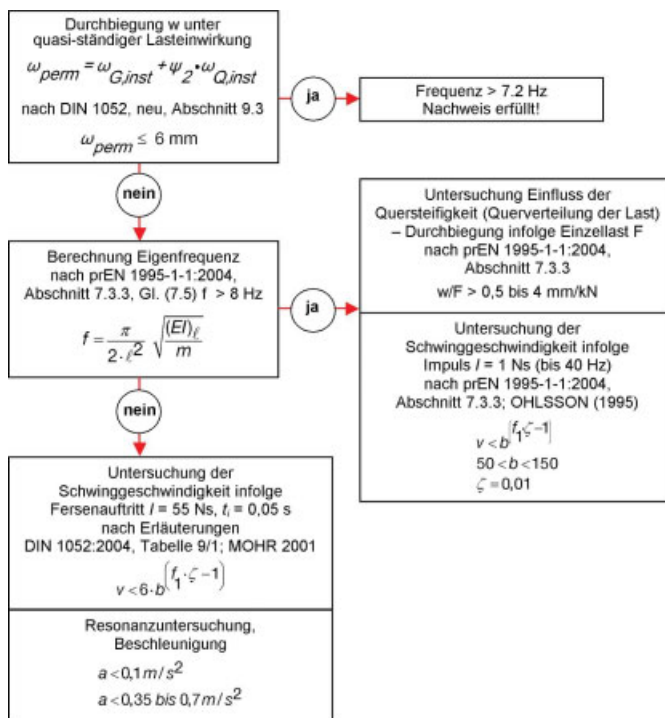 Durchbiegung w unter
quasi-ständiger Lasteinwirkung
ω_perm = ω_G,inst + ψ_2 • ω_Q,inst
nach DIN 1052, neu, Abschnitt 9.3
ω_perm ≤ 6 mm
ja
Frequenz > 7.2 Hz
Nachweis erfüllt!
nein
Berechnung Eigenfrequenz
nach prEN 1995-1-1:2004,
Abschnitt 7.3.3, Gl. (7.5) f > 8 Hz
f = π / (2 · ℓ²) √((EI)_ℓ / m)
ja
Untersuchung Einfluss der
Quersteifigkeit (Querverteilung der Last)
– Durchbiegung infolge Einzellast F
nach prEN 1995-1-1:2004,
Abschnitt 7.3.3
w/F > 0,5 bis 4 mm/kN
Untersuchung der
Schwinggeschwindigkeit infolge
Impuls I = 1 Ns (bis 40 Hz)
nach prEN 1995-1-1:2004,
Abschnitt 7.3.3; OHLSSON (1995)
v < b^[f_1 ζ – 1]
50 < b < 150
ζ = 0,01
nein
Untersuchung der
Schwinggeschwindigkeit infolge
Fersenauftritt I = 55 Ns, t_i = 0,05 s
nach Erläuterungen
DIN 1052:2004, Tabelle 9/1; MOHR 2001
v < 6 · b^(f_1 · ζ – 1)
Resonanzuntersuchung,
Beschleunigung
a < 0,1 m/s²
a < 0,35 bis 0,7 m/s²